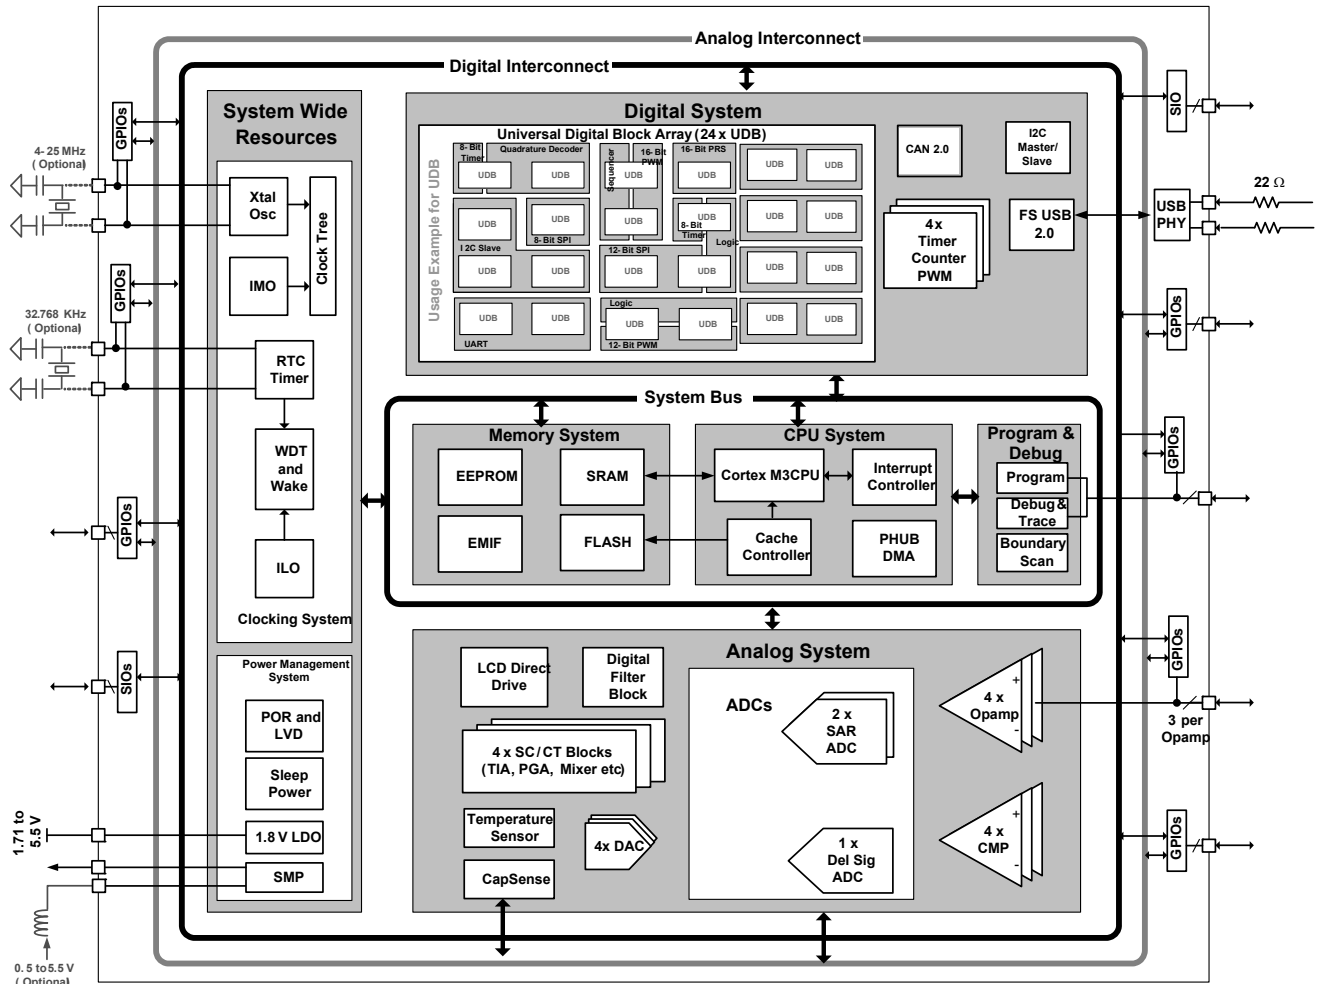 Analog Interconnect
Digital Interconnect
System Wide
Resources
GPIOs
4- 25 MHz
( Optional)
Xtal
Osc
IMO
Clock Tree
GPIOs
32.768 KHz
( Optional)
RTC
Timer
WDT
and
Wake
ILO
Clocking System
GPIOs
SIOs
Power Management
System
POR and
LVD
Sleep
Power
1.8 V LDO
SMP
1.71 to
5.5 V
0. 5 to 5.5 V
( Optional)
Digital System
Universal Digital Block Array (24 x UDB)
Usage Example for UDB
8- Bit
Timer
Quadrature Decoder
Sequencer
16- Bit
PWM
16- Bit PRS
UDB
UDB
UDB
UDB
UDB
UDB
I2C Slave
8- Bit SPI
UDB
UDB
8- Bit
Timer
Logic
UDB
UDB
12- Bit SPI
UDB
UDB
UDB
UDB
UDB
UDB
UDB
UDB
UART
Logic
UDB
UDB
UDB
UDB
12- Bit PWM
CAN 2.0
I2C
Master/
Slave
4 x
Timer
Counter
PWM
FS USB
2.0
System Bus
Memory System
EEPROM
SRAM
EMIF
FLASH
CPU System
Cortex M3CPU
Interrupt
Controller
Cache
Controller
PHUB
DMA
Program &
Debug
Program
Debug &
Trace
Boundary
Scan
Analog System
LCD Direct
Drive
Digital
Filter
Block
4 x SC/CT Blocks
(TIA, PGA, Mixer etc)
Temperature
Sensor
4x DAC
CapSense
ADCs
2 x
SAR
ADC
1 x
Del Sig
ADC
+
4 x
Opamp
-
+
4 x
CMP
-
SIO
USB
PHY
22 Ω
GPIOs
GPIOs
GPIOs
3 per
Opamp
GPIOs